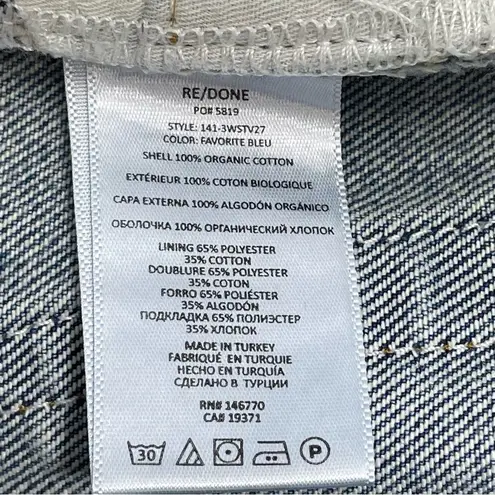 RE/DONE
PO# 5819
STYLE: 141-3WSTV27
COLOR: FAVORITE BLEU
SHELL 100% ORGANIC COTTON
EXTÉRIEUR 100% COTON BIOLOGIQUE
CAPA EXTERNA 100% ALGODÓN ORGÁNICO
ОБОЛОЧКА 100% ОРГАНИЧЕСКИЙ ХЛОПОК
LINING 65% POLYESTER
35% COTTON
DOUBLURE 65% POLYESTER
35% COTON
FORRO 65% POLIÉSTER
35% ALGODÓN
ПОДКЛАДКА 65% ПОЛИЭСТЕР
35% ХЛОПОК
MADE IN TURKEY
FABRIQUÉ EN TURQUIE
HECHO EN TURQUÍA
СДЕЛАНО В ТУРЦИИ
RN# 146770
CA# 19371
30 P